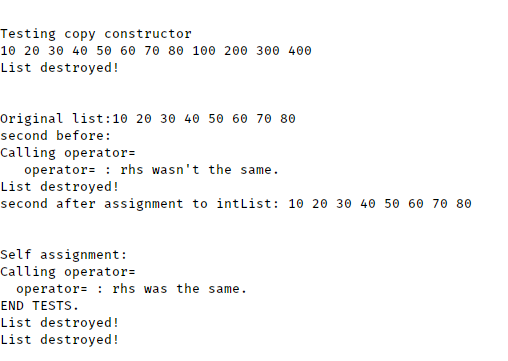 Testing copy constructor
10 20 30 40 50 60 70 80 100 200 300 400
List destroyed!
Original list:10 20 30 40 50 60 70 80
second before:
Calling operator=
operator= : rhs wasn't the same.
List destroyed!
second after assignment to intList: 10 20 30 40 50 60 70 80
Self assignment:
Calling operator=
operator= : rhs was the same.
END TESTS.
List destroyed!
List destroyed!